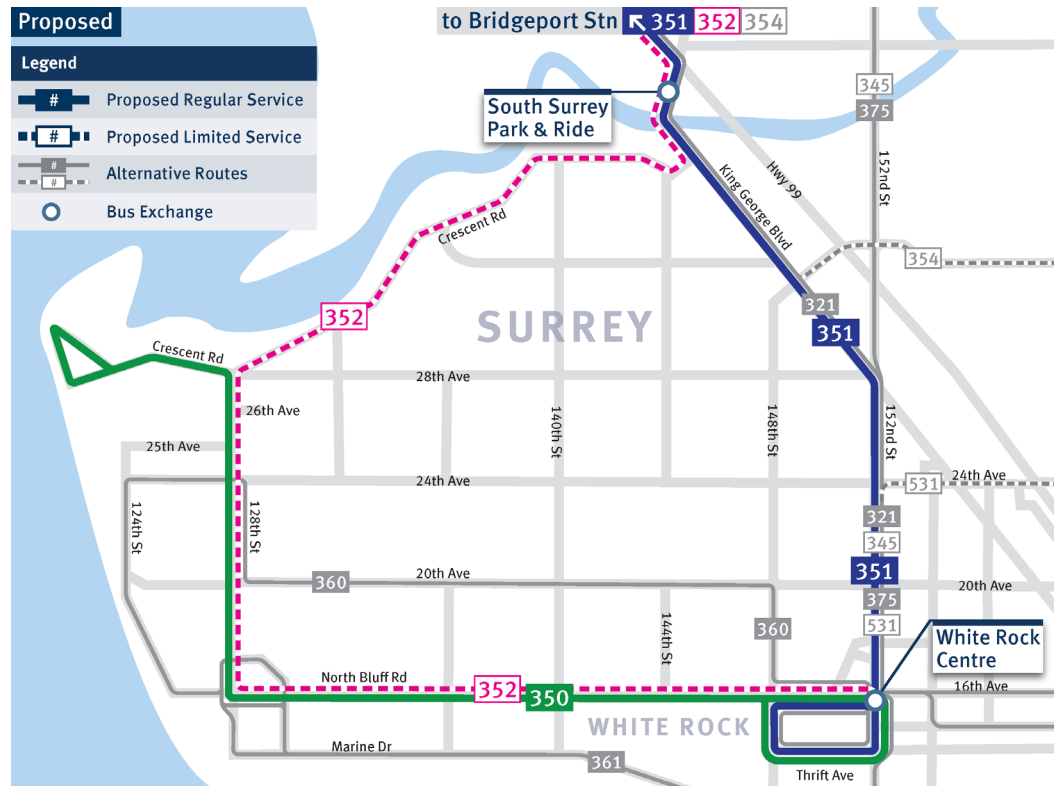 Proposed
to Bridgeport Stn 351 352 354
Legend
# Proposed Regular Service
# Proposed Limited Service
#
# Alternative Routes
Bus Exchange
South Surrey
Park & Ride
345
375
152nd St
Hwy 99
King George Blvd
Crescent Rd
354
352
321
351
SURREY
Crescent Rd
28th Ave
26th Ave
140th St
148th St
152nd St
25th Ave
24th Ave
531
24th Ave
124th St
128th St
321
345
351
20th Ave
360
20th Ave
375
531
144th St
360
White Rock
Centre
North Bluff Rd
352
350
16th Ave
WHITE ROCK
Marine Dr
361
Thrift Ave